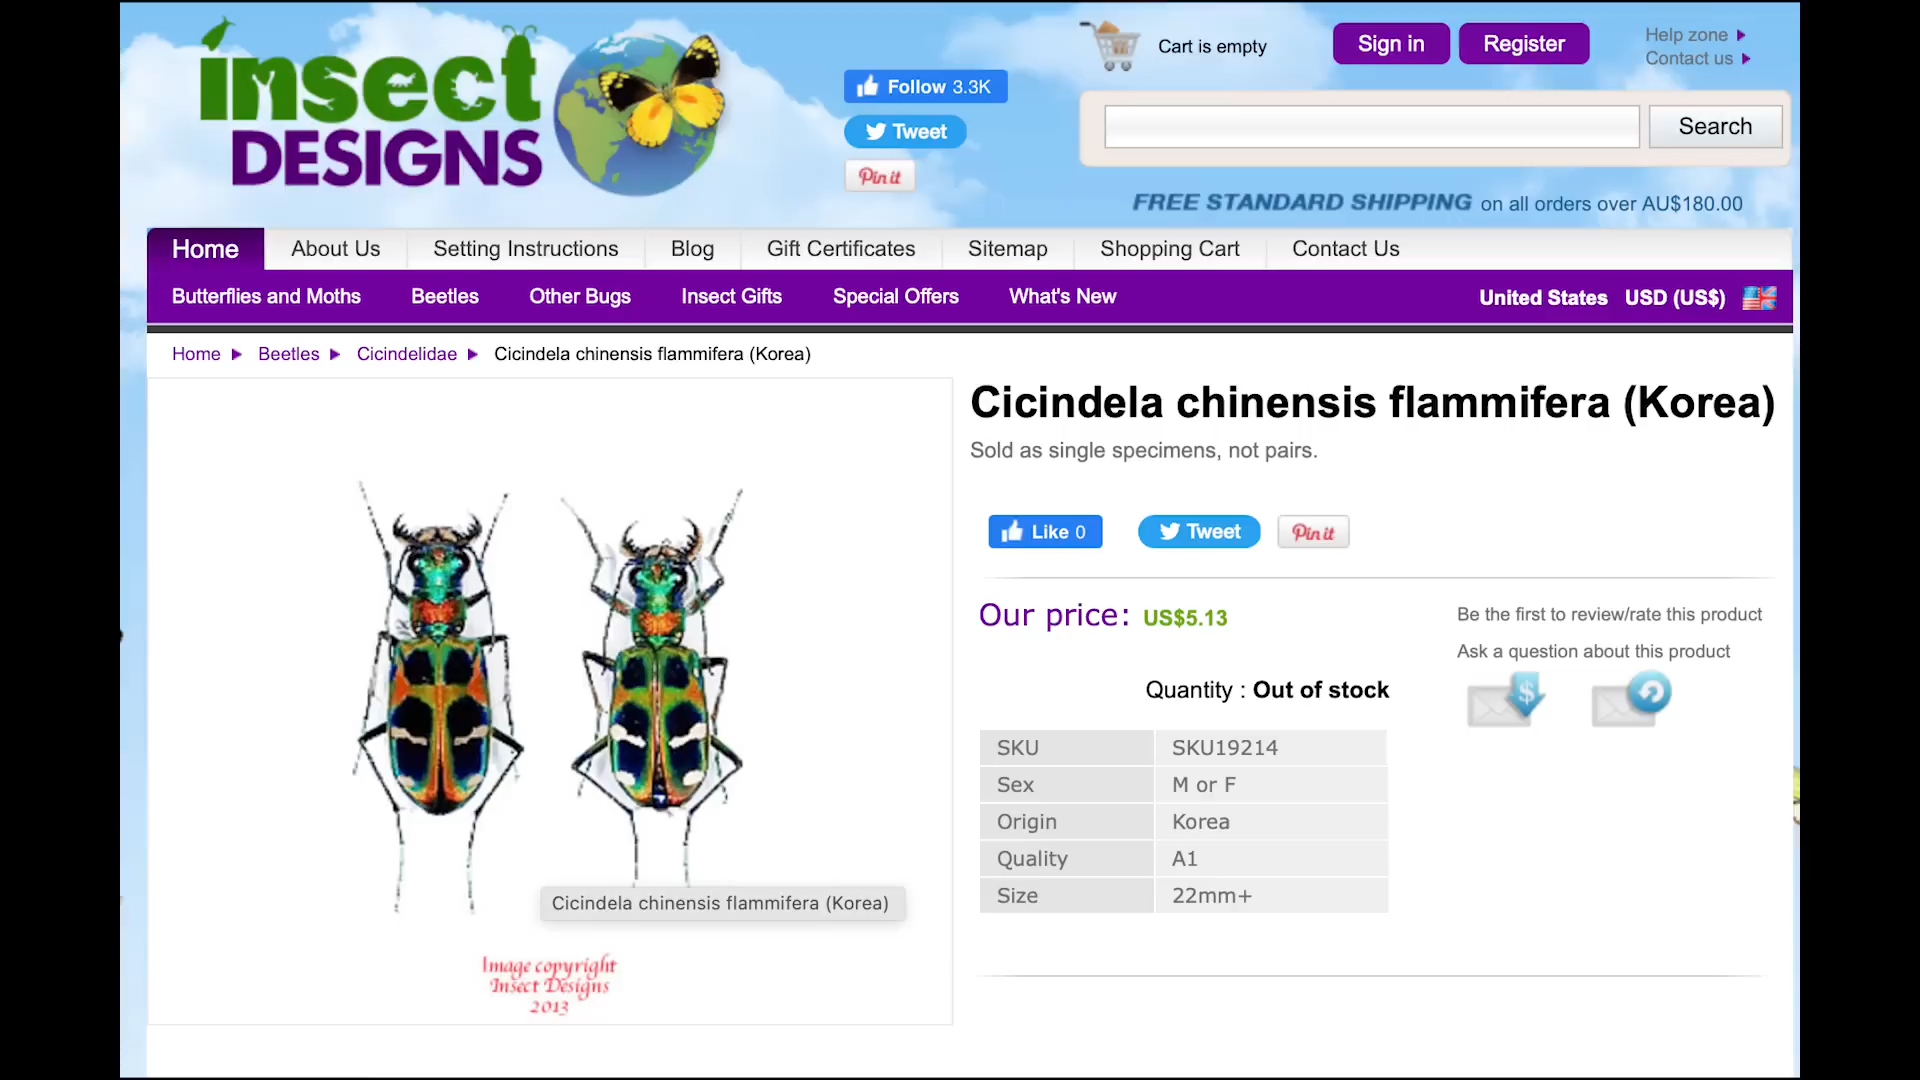 insect
DESIGNS
Follow 3.3K
Tweet
Pin it
Cart is empty
Sign in
Register
Help zone
Contact us
Search
FREE STANDARD SHIPPING on all orders over AU$180.00
Home
About Us
Setting Instructions
Blog
Gift Certificates
Sitemap
Shopping Cart
Contact Us
Butterflies and Moths
Beetles
Other Bugs
Insect Gifts
Special Offers
What's New
United States USD (US$)
Home Beetles Cicindelidae Cicindela chinensis flammifera (Korea)
Cicindela chinensis flammifera (Korea)
Image copyright
Insect Designs
2013
Cicindela chinensis flammifera (Korea)
Sold as single specimens, not pairs.
Like 0
Tweet
Pin it
Our price: US$5.13
Be the first to review/rate this product
Ask a question about this product
$
Quantity : Out of stock
SKU SKU19214
Sex M or F
Origin Korea
Quality A1
Size 22mm+